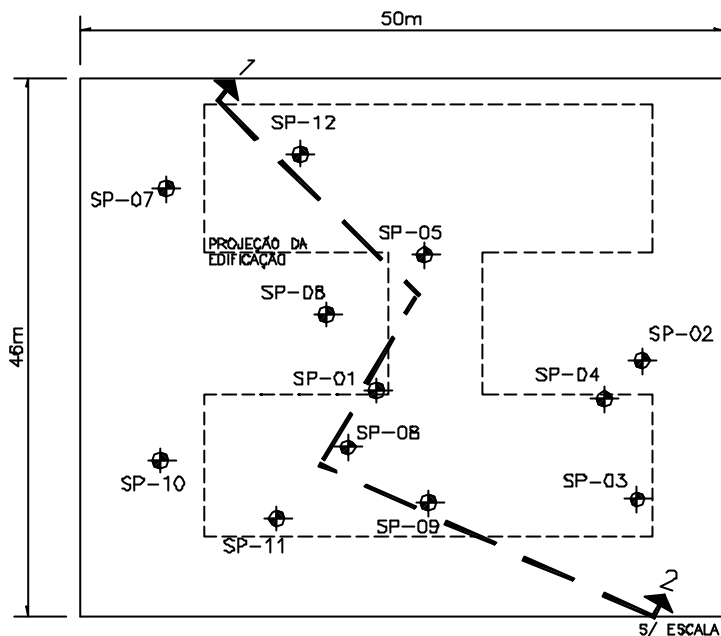 50m
1
SP-12
SP-07
SP-05
PROJEÇÃO DA
EDIFICAÇÃO
SP-08
46m
SP-02
SP-01
SP-04
SP-08
SP-10
SP-03
SP-09
SP-11
2
S/ ESCALA